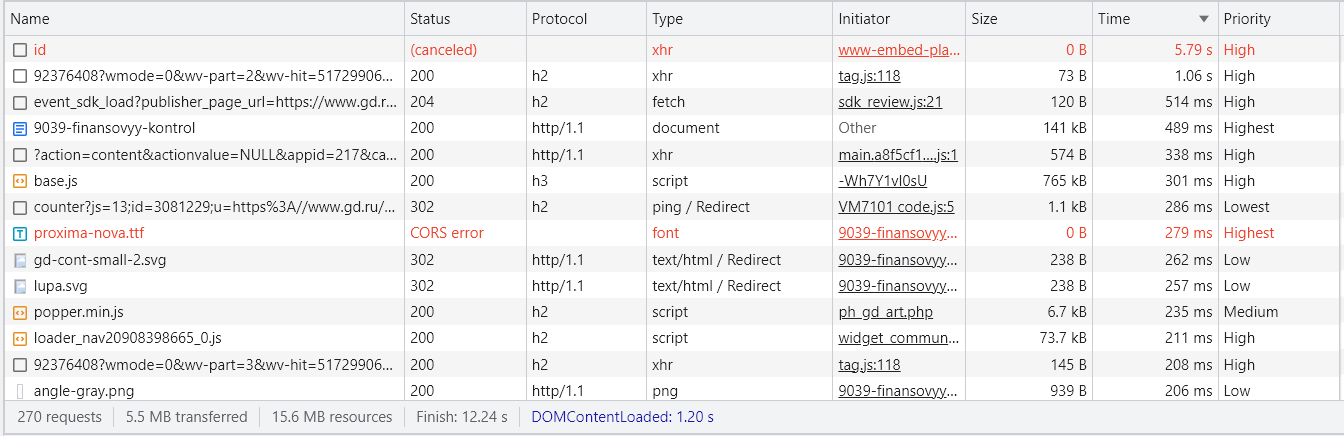 Name Status Protocol Type Initiator Size Time Priority
id (canceled) xhr www-embed-pla... 0 B 5.79 s High
92376408?wmode=0&wv-part=2&wv-hit=51729906... 200 h2 xhr tag.js:118 73 B 1.06 s High
event_sdk_load?publisher_page_url=https://www.gd.r... 204 h2 fetch sdk_review.js:21 120 B 514 ms High
9039-finansovyy-kontrol 200 http/1.1 document Other 141 kB 489 ms Highest
?action=content&actionvalue=NULL&appid=217&ca... 200 http/1.1 xhr main.a8f5cf1....js:1 574 B 338 ms High
base.js 200 h3 script -Wh7Y1vI0sU 765 kB 301 ms High
counter?js=13;id=3081229;u=https%3A//www.gd.ru/... 302 h2 ping / Redirect VM7101 code.js:5 1.1 kB 286 ms Lowest
proxima-nova.ttf CORS error font 9039-finansovyy... 0 B 279 ms Highest
gd-cont-small-2.svg 302 http/1.1 text/html / Redirect 9039-finansovyy... 238 B 262 ms Low
lupa.svg 302 http/1.1 text/html / Redirect 9039-finansovyy... 238 B 257 ms Low
popper.min.js 200 h2 script ph_gd_art.php 6.7 kB 235 ms Medium
loader_nav20908398665_0.js 200 h2 script widget_commun... 73.7 kB 211 ms High
92376408?wmode=0&wv-part=3&wv-hit=51729906... 200 h2 xhr tag.js:118 145 B 208 ms High
angle-gray.png 200 http/1.1 png 9039-finansovyy... 939 B 206 ms Low
270 requests 5.5 MB transferred 15.6 MB resources Finish: 12.24 s DOMContentLoaded: 1.20 s